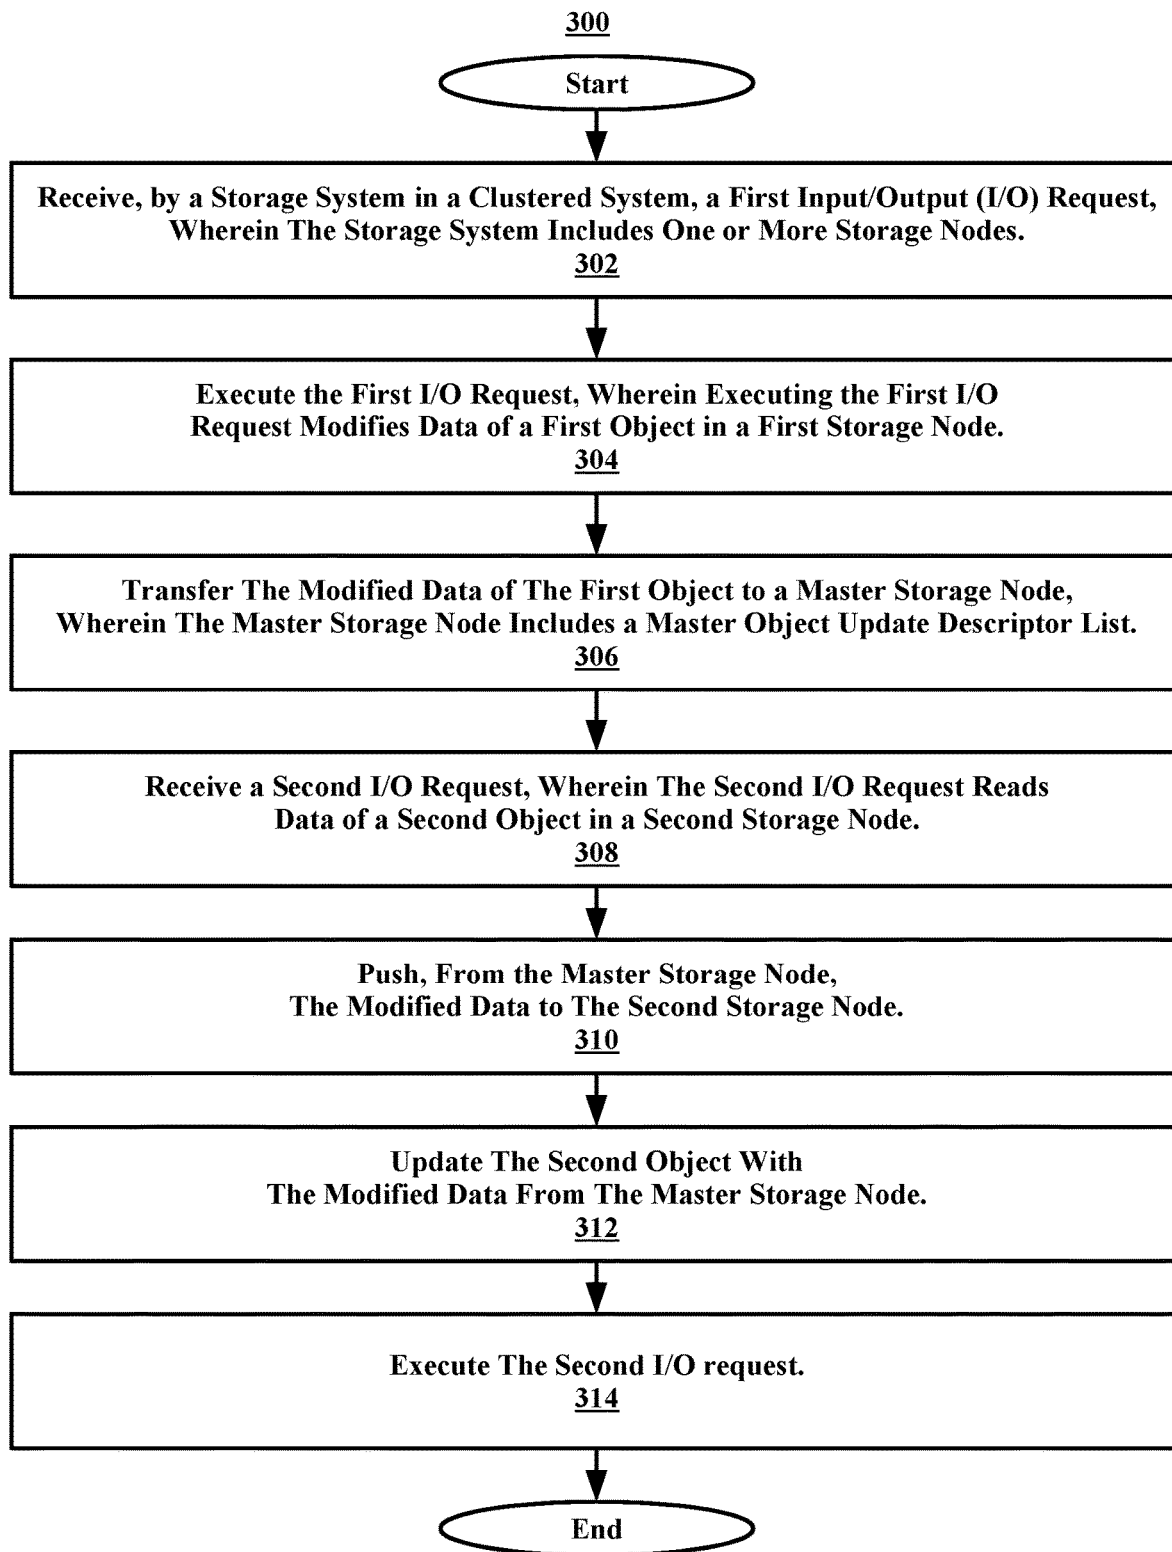 300
Start
Receive, by a Storage System in a Clustered System, a First Input/Output (I/O) Request,
Wherein The Storage System Includes One or More Storage Nodes.
302
Execute the First I/O Request, Wherein Executing the First I/O
Request Modifies Data of a First Object in a First Storage Node.
304
Transfer The Modified Data of The First Object to a Master Storage Node,
Wherein The Master Storage Node Includes a Master Object Update Descriptor List.
306
Receive a Second I/O Request, Wherein The Second I/O Request Reads
Data of a Second Object in a Second Storage Node.
308
Push, From the Master Storage Node,
The Modified Data to The Second Storage Node.
310
Update The Second Object With
The Modified Data From The Master Storage Node.
312
Execute The Second I/O request.
314
End